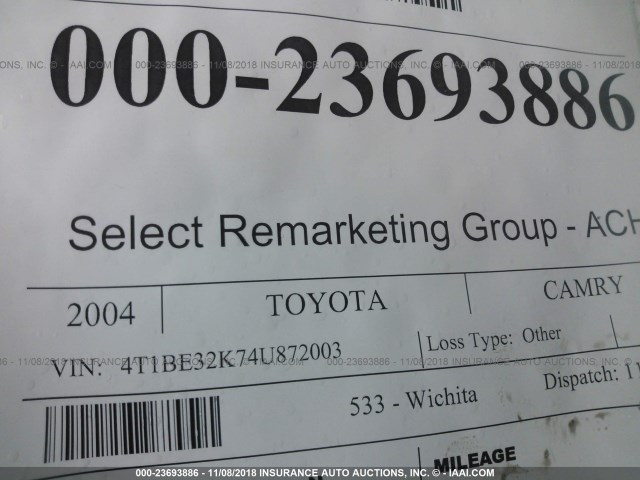 000-23693886
Select Remarketing Group - ACH
2004 TOYOTA CAMRY
VIN: 4T1BE32K74U872003 Loss Type: Other
533 - Wichita Dispatch: 11
MILEAGE
000-23693886 - 11/08/2018 INSURANCE AUTO AUCTIONS, INC. © - IAAI.COM